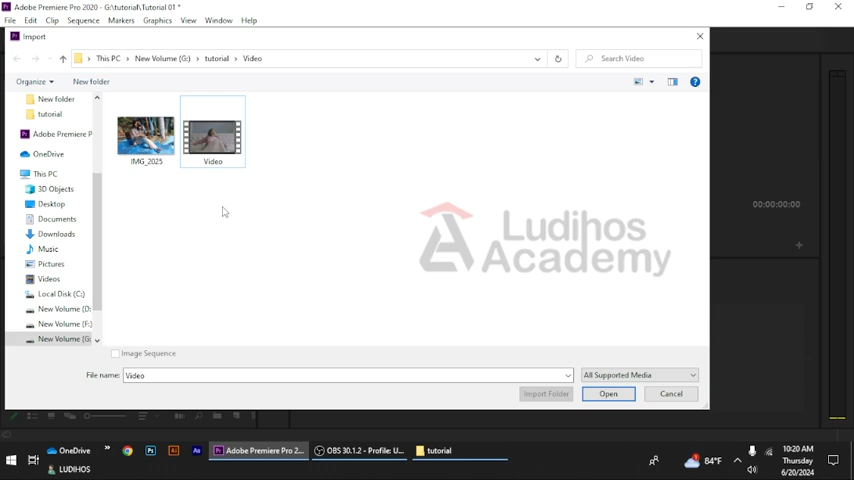 Adobe Premiere Pro 2020 - G:\tutorial\Tutorial 01 *
File Edit Clip Sequence Markers Graphics View Window Help
Import
This PC > New Volume (G:) > tutorial > Video
Search Video
Organize
New folder
New folder
tutorial
Adobe Premiere P
OneDrive
This PC
3D Objects
Desktop
Documents
Downloads
Music
Pictures
Videos
Local Disk (C:)
New Volume (D:
New Volume (F:)
New Volume (G:
IMG_2025
Video
Ludihos
Academy
00:00:00:00
Image Sequence
File name: Video
All Supported Media
Import Folder
Open
Cancel
OneDrive
LUDIHOS
Ps
Ai
Ae
Pr Adobe Premiere Pro 2...
OBS 30.1.2 - Profile: U...
tutorial
84°F
10:20 AM
Thursday
6/20/2024